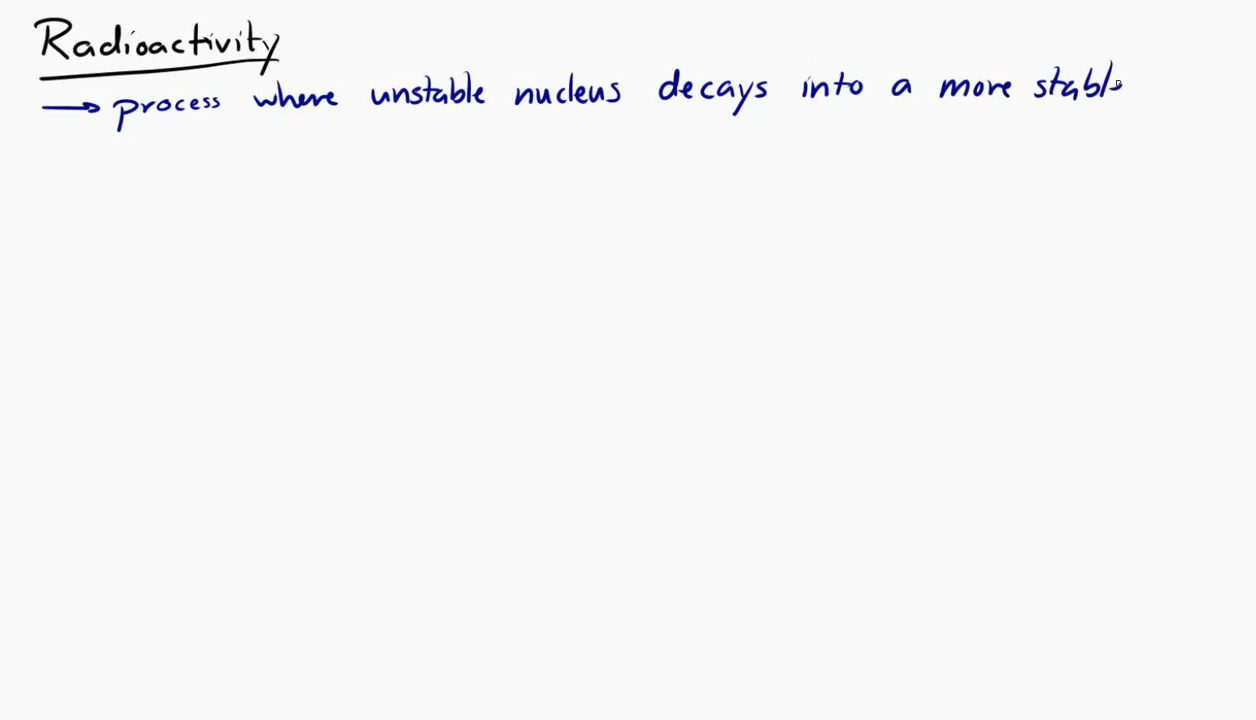 Radioactivity
→ process where unstable nucleus decays into a more stabl